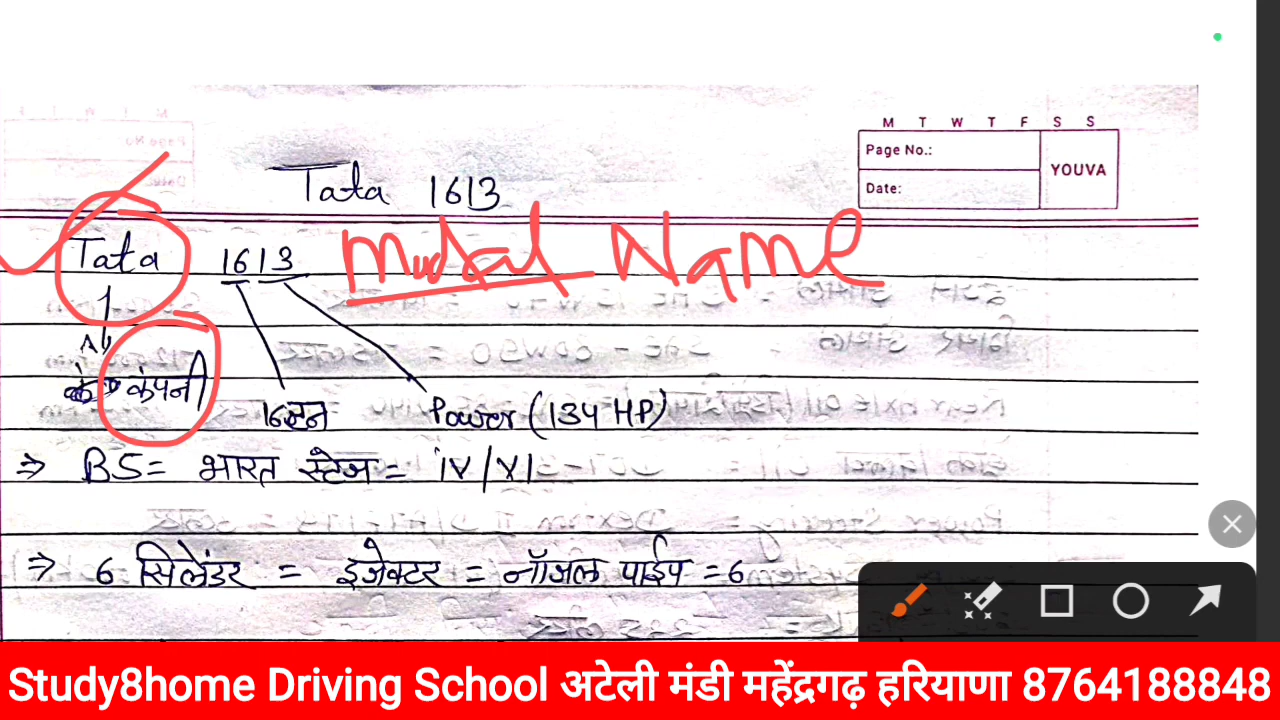 M T W T F S S
Page No.:
YOUVA
Date:
Tata 1613
Tata 1613
Name
कंपनी
16टन Power (134 HP)
⇒ BS = भारत स्टेज = iV/VI
⇒ 6 सिलेंडर = इंजेक्टर = नॉजल पाईप = 6
Study8home Driving School अटेली मंडी महेंद्रगढ़ हरियाणा 8764188848